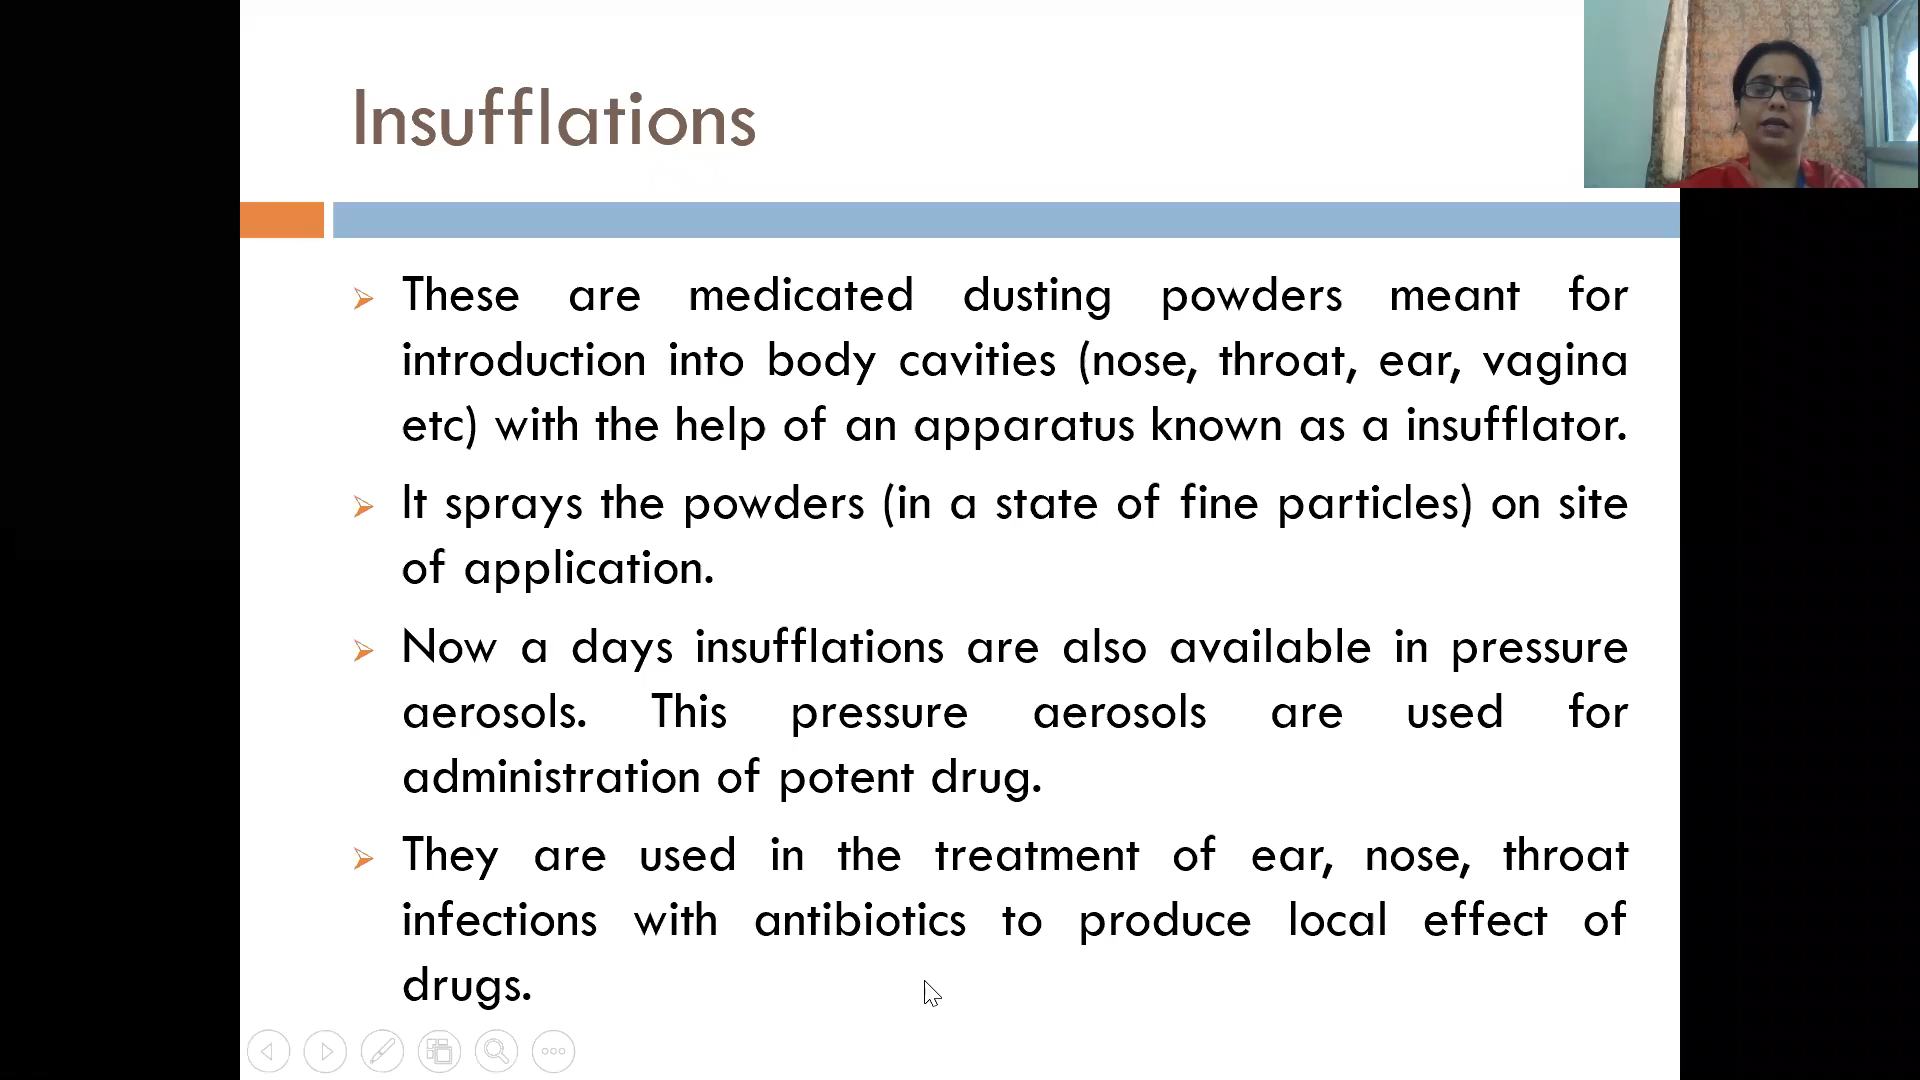 Insufflations
These are medicated dusting powders meant for
introduction into body cavities (nose, throat, ear, vagina
etc) with the help of an apparatus known as a insufflator.
It sprays the powders (in a state of fine particles) on site
of application.
Now a days insufflations are also available in pressure
aerosols. This pressure aerosols are used for
administration of potent drug.
They are used in the treatment of ear, nose, throat
infections with antibiotics to produce local effect of
drugs.